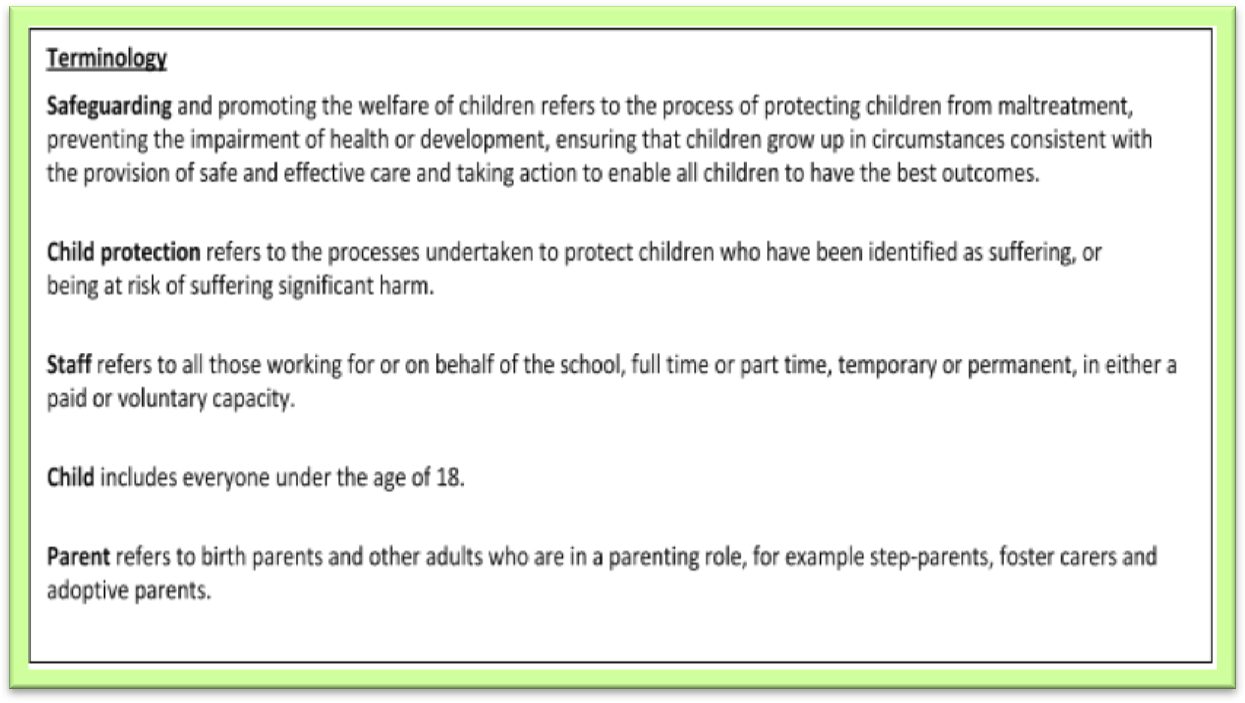 Terminology
Safeguarding and promoting the welfare of children refers to the process of protecting children from maltreatment,
preventing the impairment of health or development, ensuring that children grow up in circumstances consistent with
the provision of safe and effective care and taking action to enable all children to have the best outcomes.
Child protection refers to the processes undertaken to protect children who have been identified as suffering, or
being at risk of suffering significant harm.
Staff refers to all those working for or on behalf of the school, full time or part time, temporary or permanent, in either a
paid or voluntary capacity.
Child includes everyone under the age of 18.
Parent refers to birth parents and other adults who are in a parenting role, for example step-parents, foster carers and
adoptive parents.